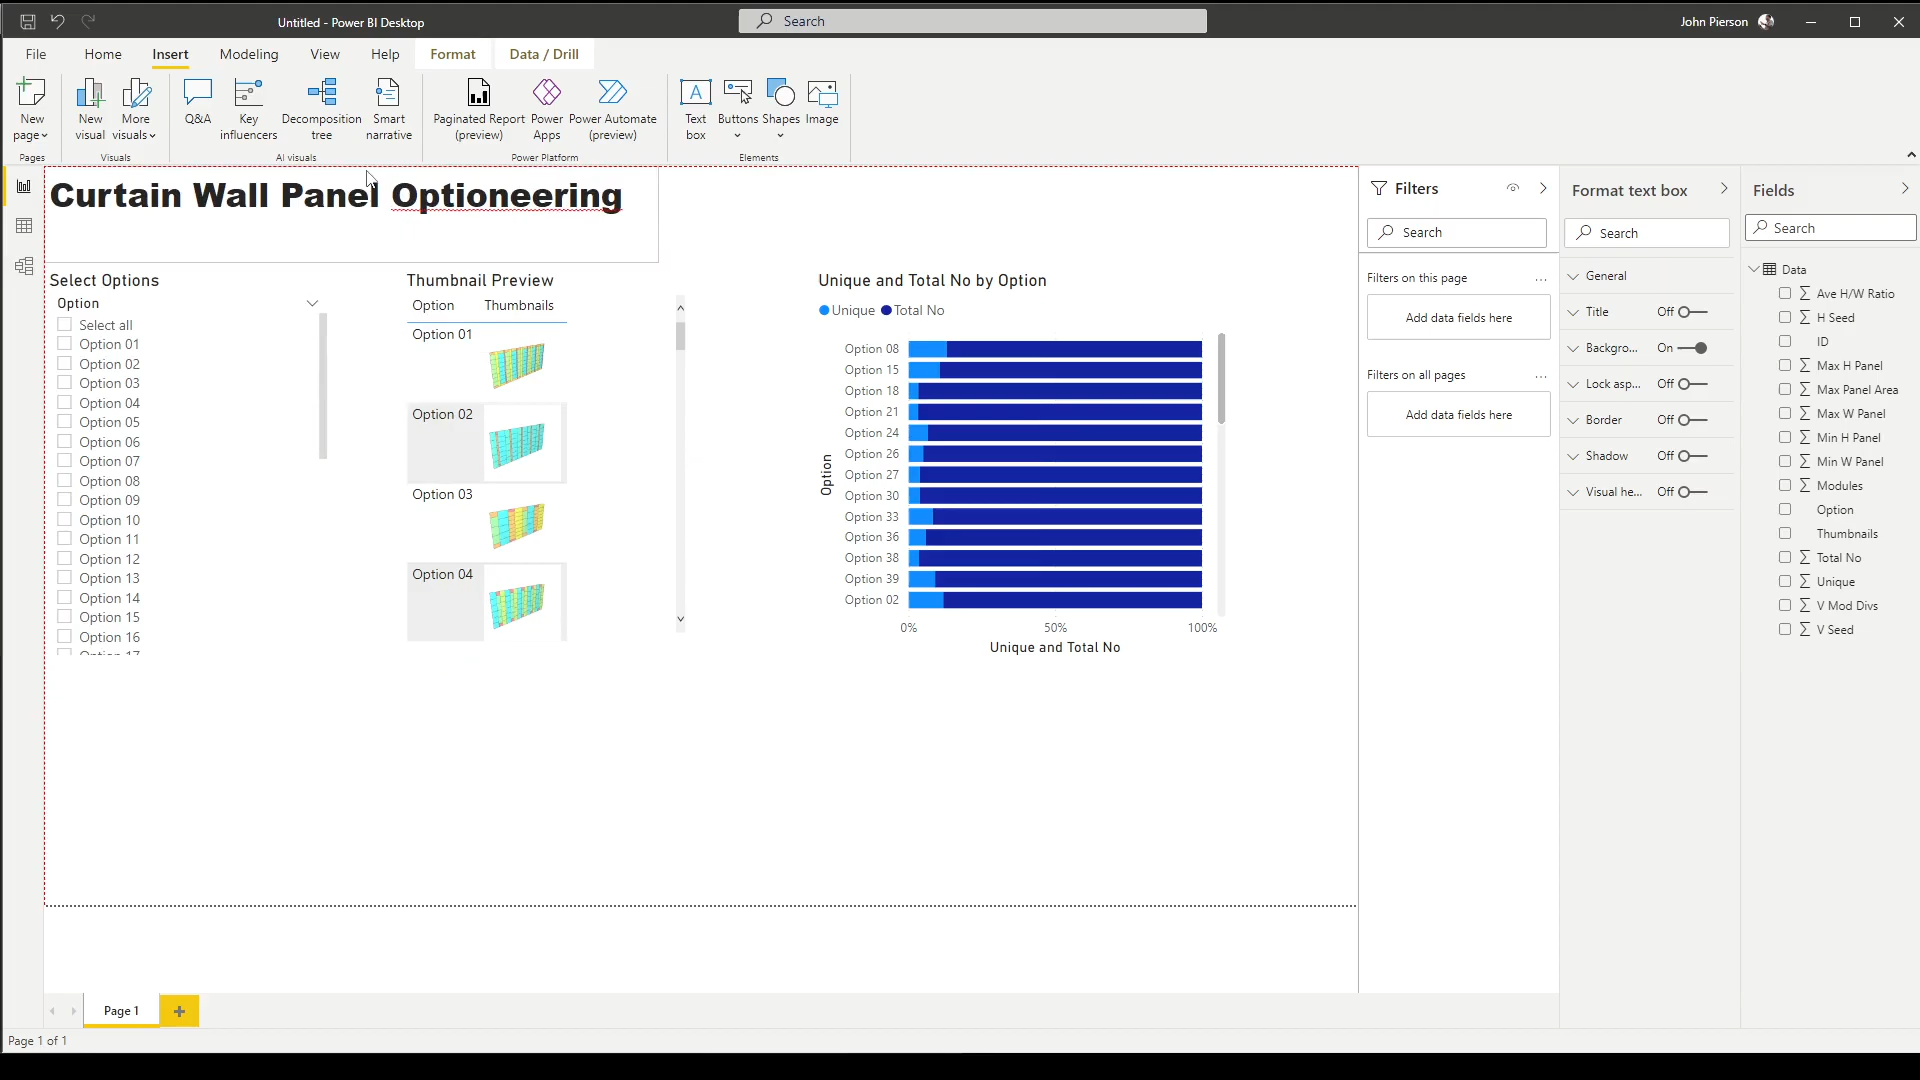 Untitled - Power BI Desktop
Search
John Pierson
File
Home
Insert
Modeling
View
Help
Format
Data / Drill
New page
New visual
More visuals
Q&A
Key influencers
Decomposition tree
Smart narrative
Paginated Report (preview)
Power Apps
Power Automate (preview)
Text box
Buttons
Shapes
Image
Pages
Visuals
AI visuals
Power Platform
Elements
Curtain Wall Panel Optioneering
Select Options
Option
Select all
Option 01
Option 02
Option 03
Option 04
Option 05
Option 06
Option 07
Option 08
Option 09
Option 10
Option 11
Option 12
Option 13
Option 14
Option 15
Option 16
Option 17
Thumbnail Preview
Option Thumbnails
Option 01
Option 02
Option 03
Option 04
Unique and Total No by Option
Unique Total No
Option
Option 08
Option 15
Option 18
Option 21
Option 24
Option 26
Option 27
Option 30
Option 33
Option 36
Option 38
Option 39
Option 02
0% 50% 100%
Unique and Total No
Filters
Search
Filters on this page ...
Add data fields here
Filters on all pages ...
Add data fields here
Format text box
Search
General
Title Off
Backgro... On
Lock asp... Off
Border Off
Shadow Off
Visual he... Off
Fields
Search
Data
Σ Ave H/W Ratio
Σ H Seed
ID
Σ Max H Panel
Σ Max Panel Area
Σ Max W Panel
Σ Min H Panel
Σ Min W Panel
Σ Modules
Option
Thumbnails
Σ Total No
Σ Unique
Σ V Mod Divs
Σ V Seed
Page 1
Page 1 of 1